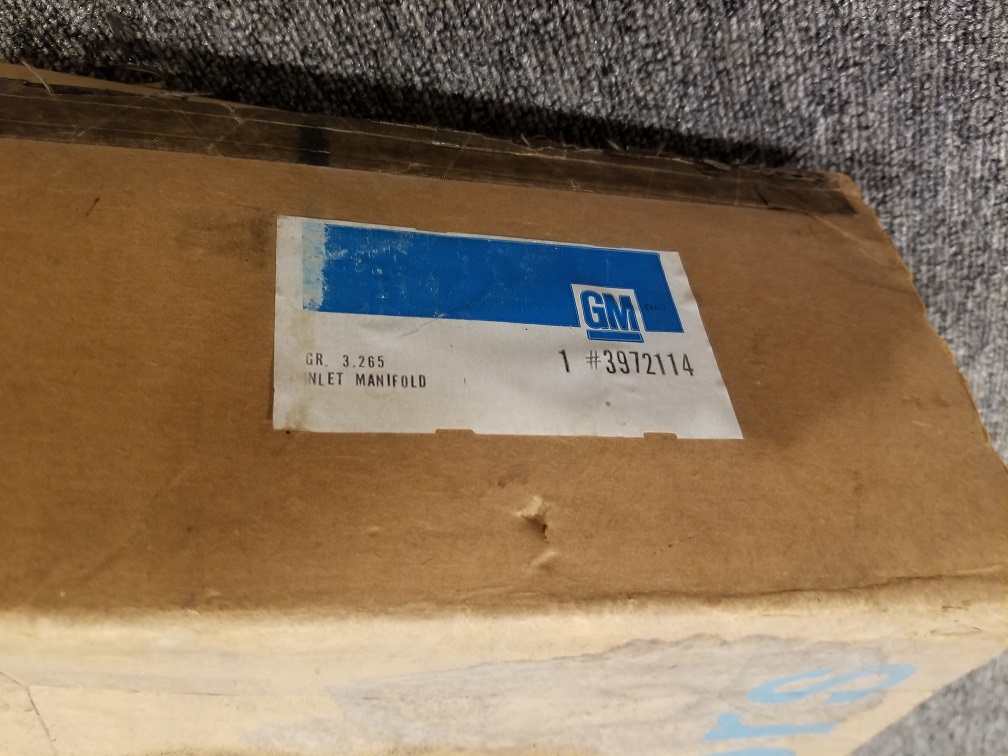 GM
GR. 3.265
1 #3972114
NLET MANIFOLD